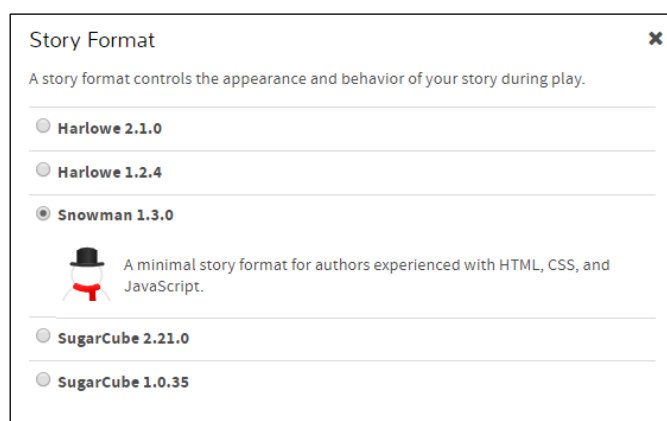 Story Format
A story format controls the appearance and behavior of your story during play.
Harlowe 2.1.0
Harlowe 1.2.4
Snowman 1.3.0
A minimal story format for authors experienced with HTML, CSS, and
JavaScript.
SugarCube 2.21.0
SugarCube 1.0.35